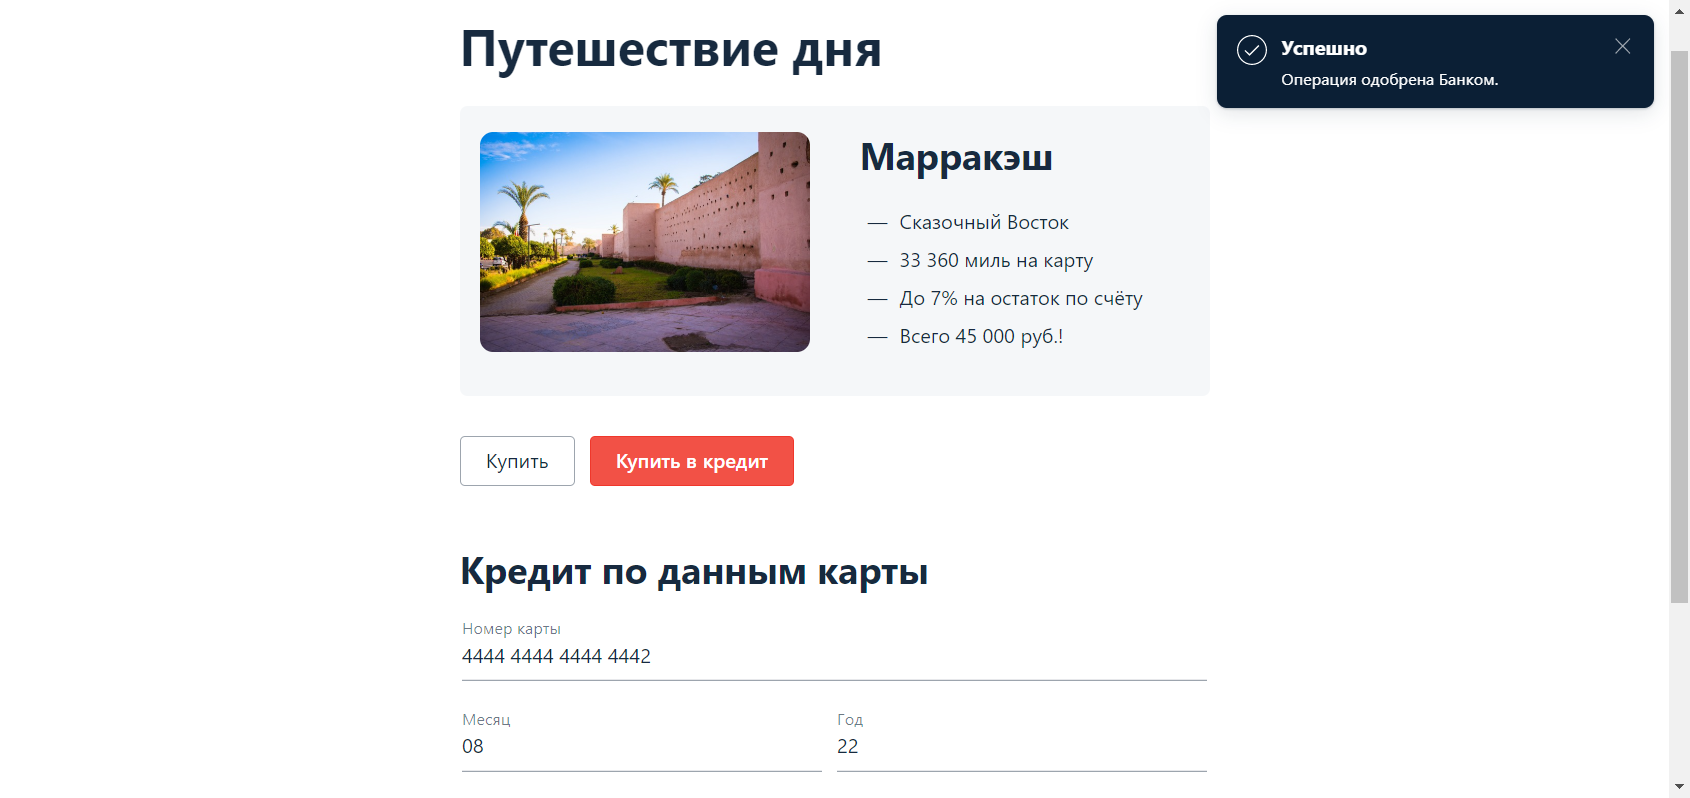 Путешествие дня
Успешно
Операция одобрена Банком.
Марракэш
— Сказочный Восток
— 33 360 миль на карту
— До 7% на остаток по счёту
— Всего 45 000 руб.!
Купить
Купить в кредит
Кредит по данным карты
Номер карты
4444 4444 4444 4442
Месяц
Год
08
22